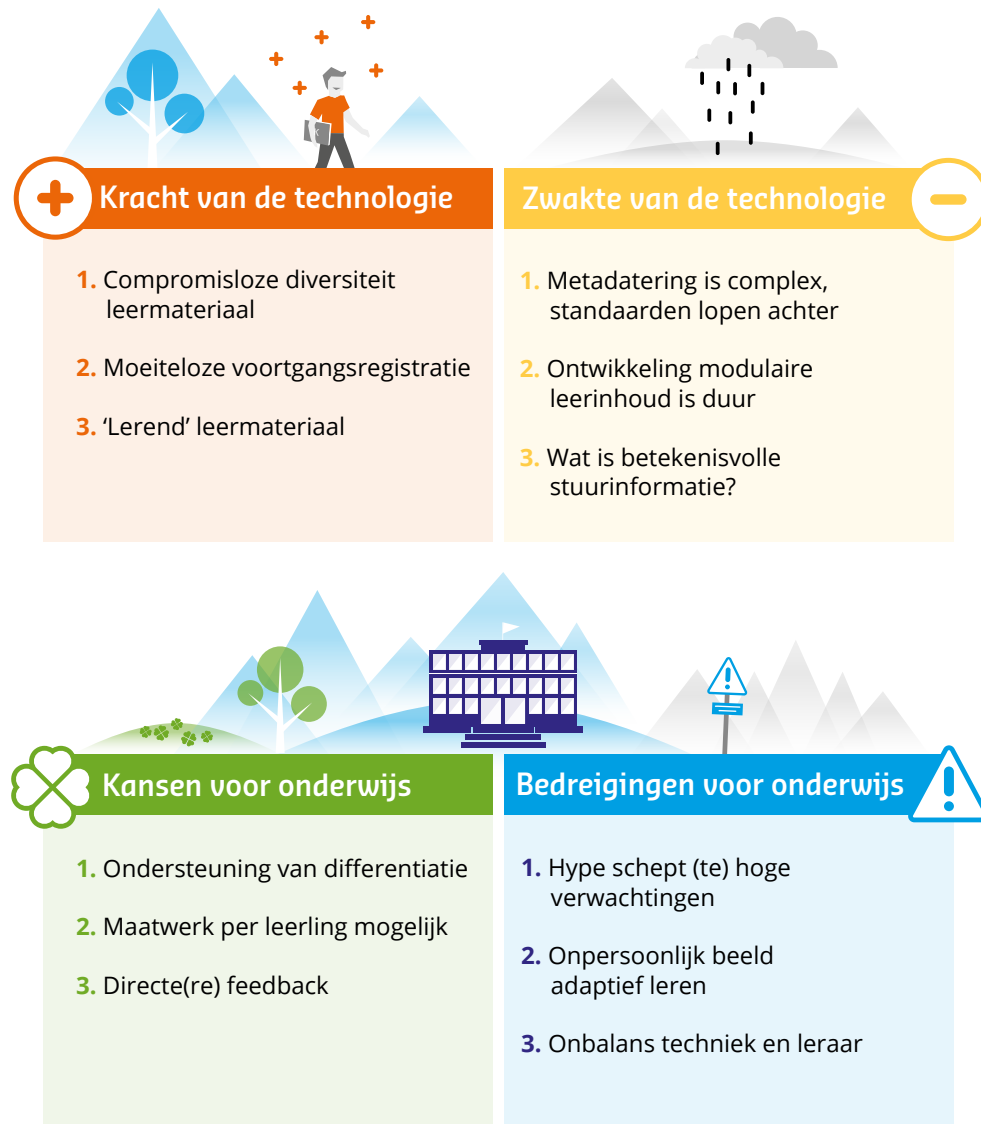 Kracht van de technologie
1. Compromisloze diversiteit
leermateriaal
2. Moeiteloze voortgangsregistratie
3. ‘Lerend’ leermateriaal
Zwakte van de technologie
1. Metadatering is complex,
standaarden lopen achter
2. Ontwikkeling modulaire
leerinhoud is duur
3. Wat is betekenisvolle
stuurinformatie?
Kansen voor onderwijs
1. Ondersteuning van differentiatie
2. Maatwerk per leerling mogelijk
3. Directe(re) feedback
Bedreigingen voor onderwijs
1. Hype schept (te) hoge
verwachtingen
2. Onpersoonlijk beeld
adaptief leren
3. Onbalans techniek en leraar